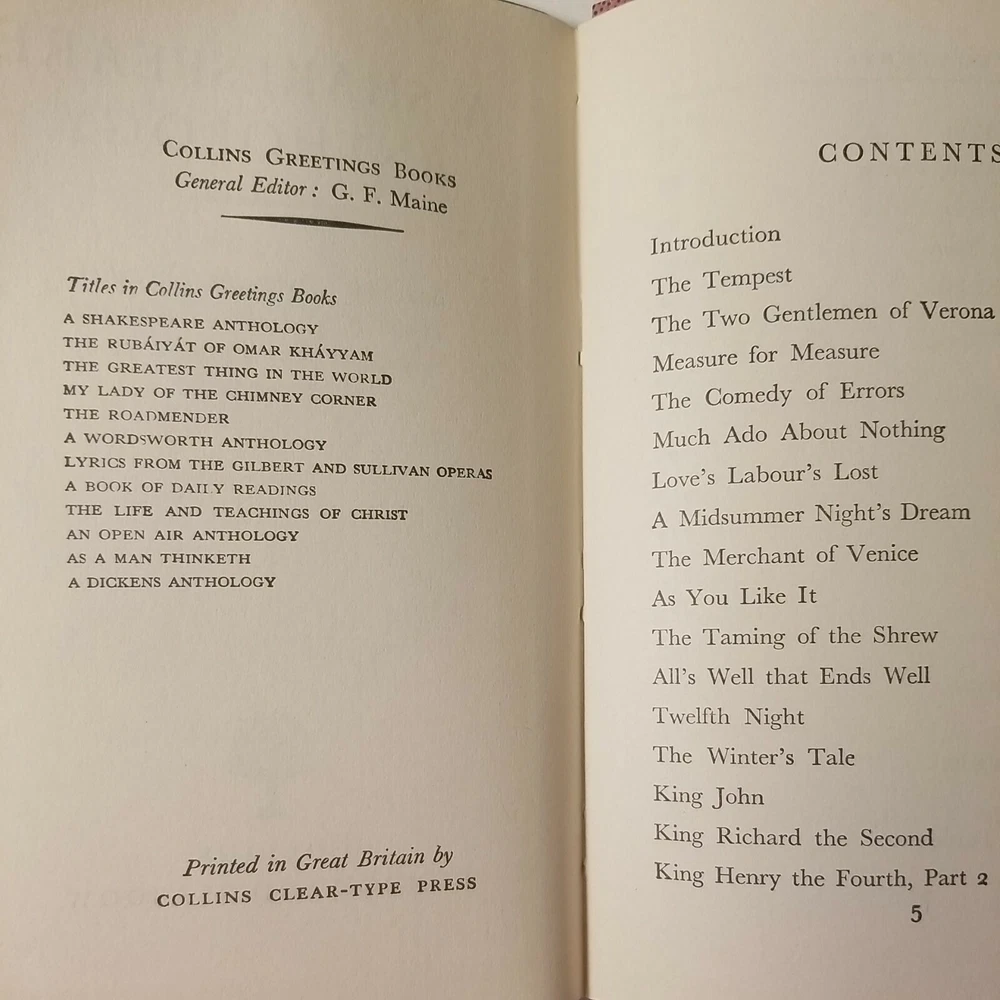 COLLINS GREETINGS BOOKS
General Editor: G. F. Maine
Titles in Collins Greetings Books
A SHAKESPEARE ANTHOLOGY
THE RUBÁIYÁT OF OMAR KHÁYYAM
THE GREATEST THING IN THE WORLD
MY LADY OF THE CHIMNEY CORNER
THE ROADMENDER
A WORDSWORTH ANTHOLOGY
LYRICS FROM THE GILBERT AND SULLIVAN OPERAS
A BOOK OF DAILY READINGS
THE LIFE AND TEACHINGS OF CHRIST
AN OPEN AIR ANTHOLOGY
AS A MAN THINKETH
A DICKENS ANTHOLOGY
Printed in Great Britain by
COLLINS CLEAR-TYPE PRESS
CONTENTS
Introduction
The Tempest
The Two Gentlemen of Verona
Measure for Measure
The Comedy of Errors
Much Ado About Nothing
Love's Labour's Lost
A Midsummer Night's Dream
The Merchant of Venice
As You Like It
The Taming of the Shrew
All's Well that Ends Well
Twelfth Night
The Winter's Tale
King John
King Richard the Second
King Henry the Fourth, Part 2
5